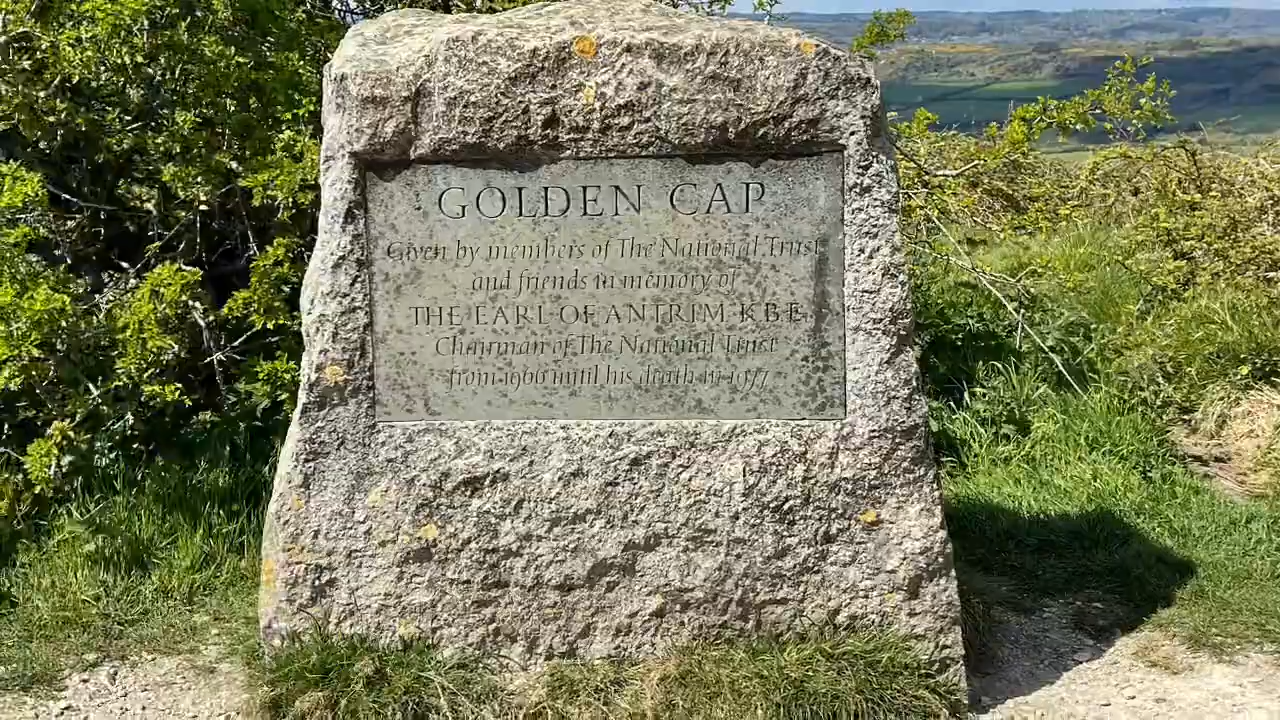 GOLDEN CAP
Given by members of The National Trust
and friends in memory of
THE EARL OF ANTRIM K.B.E.
Chairman of The National Trust
from 1966 until his death in 1977